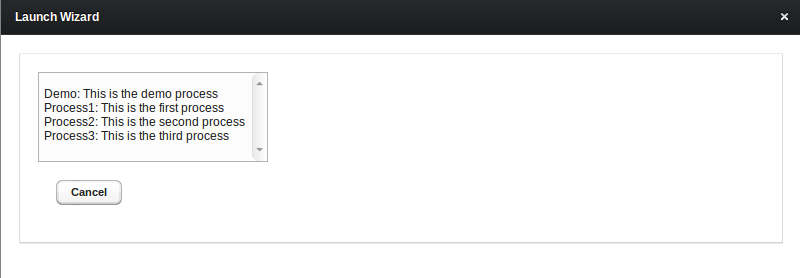 Launch Wizard
Demo: This is the demo process
Process1: This is the first process
Process2: This is the second process
Process3: This is the third process
Cancel